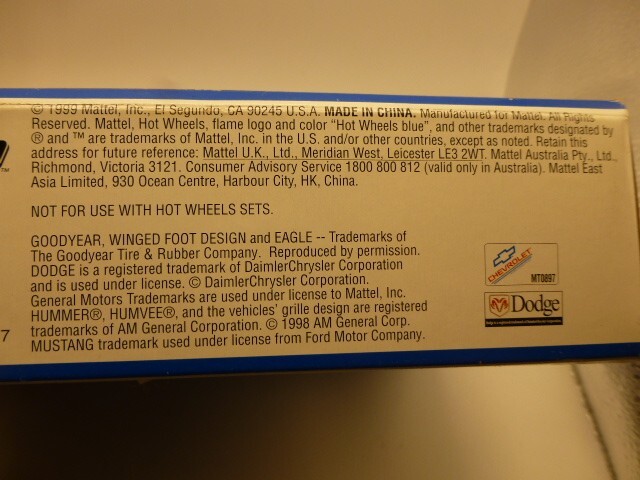 © 1999 Mattel, Inc., El Segundo, CA 90245 U.S.A. MADE IN CHINA. Manufactured for Mattel. All Rights
Reserved. Mattel, Hot Wheels, flame logo and color "Hot Wheels blue", and other trademarks designated by
® and ™ are trademarks of Mattel, Inc. in the U.S. and/or other countries, except as noted. Retain this
address for future reference: Mattel U.K., Ltd., Meridian West, Leicester LE3 2WT. Mattel Australia Pty., Ltd.,
Richmond, Victoria 3121. Consumer Advisory Service 1800 800 812 (valid only in Australia). Mattel East
Asia Limited, 930 Ocean Centre, Harbour City, HK, China.
NOT FOR USE WITH HOT WHEELS SETS.
GOODYEAR, WINGED FOOT DESIGN and EAGLE -- Trademarks of
The Goodyear Tire & Rubber Company. Reproduced by permission.
DODGE is a registered trademark of DaimlerChrysler Corporation
and is used under license. © DaimlerChrysler Corporation.
General Motors Trademarks are used under license to Mattel, Inc.
HUMMER®, HUMVEE®, and the vehicles' grille design are registered
trademarks of AM General Corporation. © 1998 AM General Corp.
MUSTANG trademark used under license from Ford Motor Company.
CHEVROLET
MT0897
Dodge
7
TM